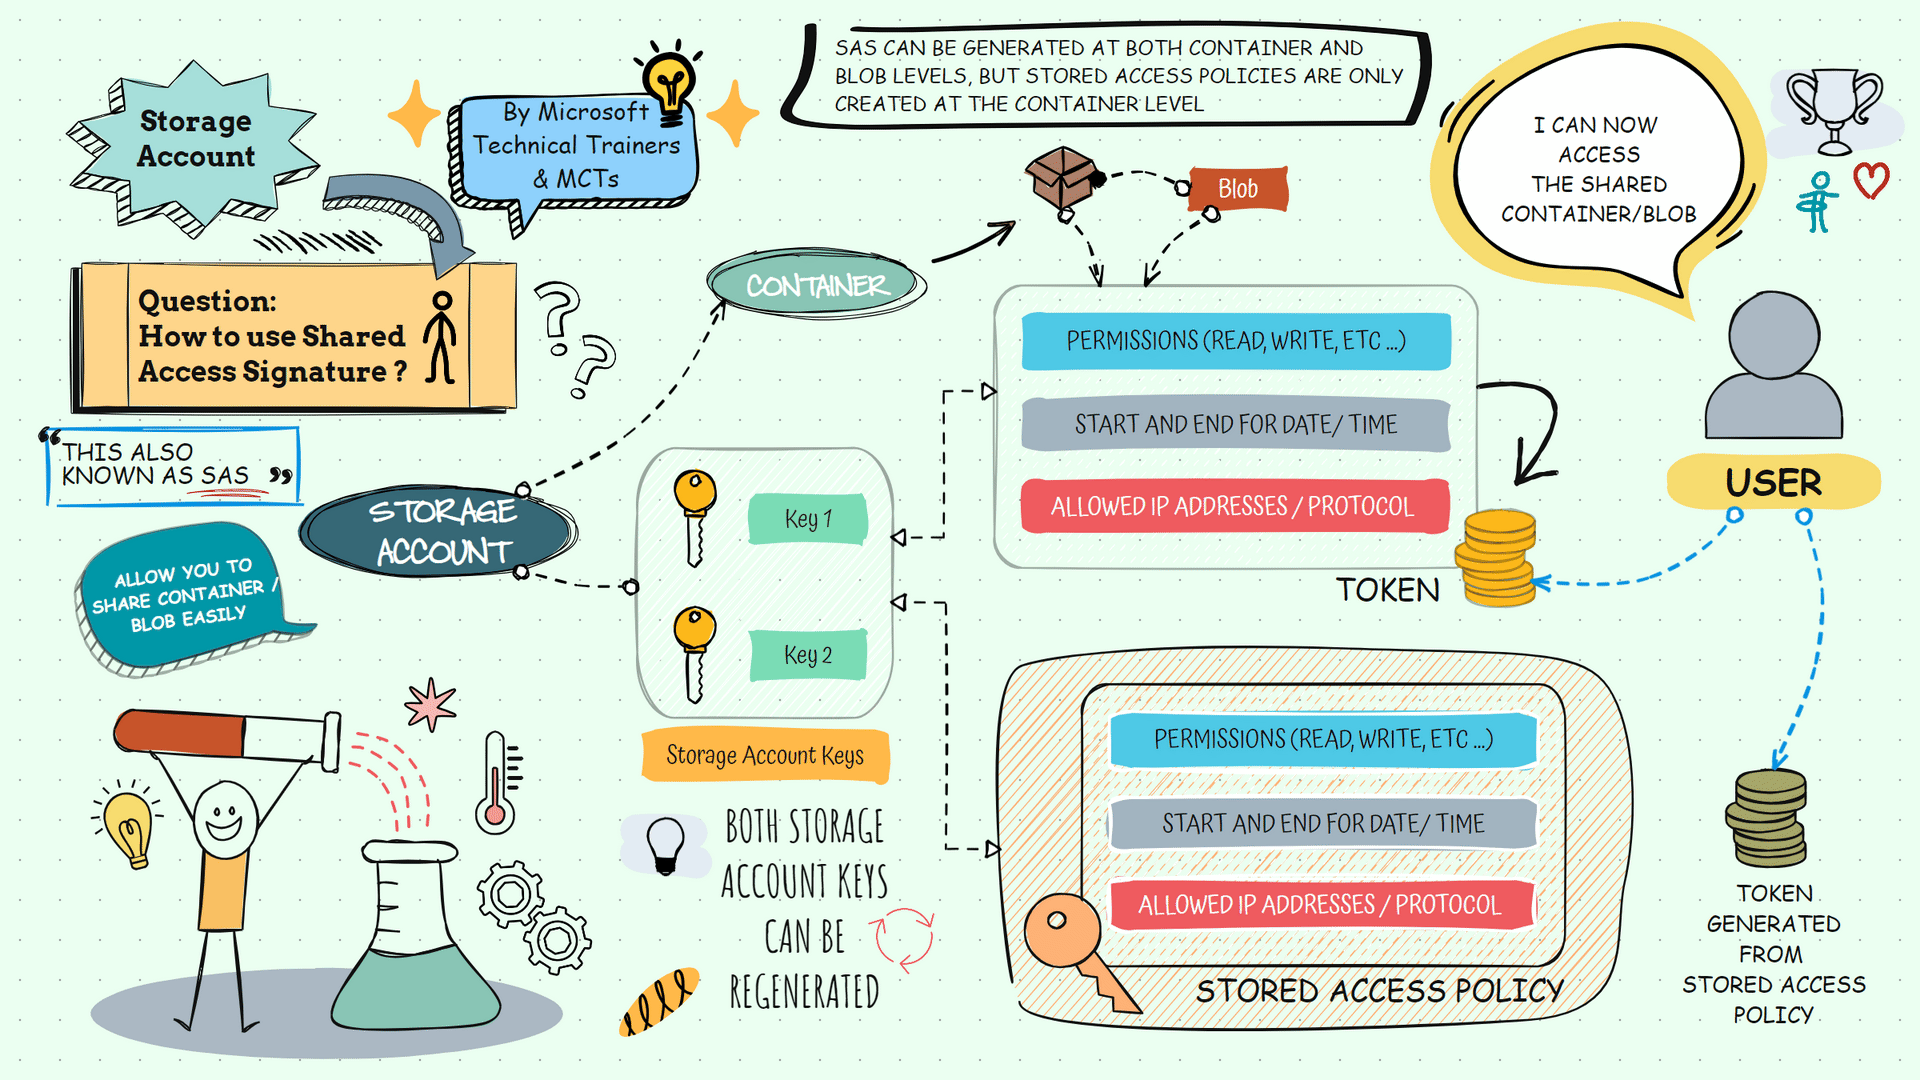 Storage
Account
By Microsoft
Technical Trainers
& MCTs
SAS CAN BE GENERATED AT BOTH CONTAINER AND
BLOB LEVELS, BUT STORED ACCESS POLICIES ARE ONLY
CREATED AT THE CONTAINER LEVEL
I CAN NOW
ACCESS
THE SHARED
CONTAINER/BLOB
Blob
Question:
How to use Shared
Access Signature ?
CONTAINER
THIS ALSO
KNOWN AS SAS
STORAGE
ACCOUNT
ALLOW YOU TO
SHARE CONTAINER /
BLOB EASILY
Key 1
Key 2
Storage Account Keys
BOTH STORAGE
ACCOUNT KEYS
CAN BE
REGENERATED
PERMISSIONS (READ, WRITE, ETC ...)
START AND END FOR DATE/ TIME
ALLOWED IP ADDRESSES / PROTOCOL
TOKEN
USER
PERMISSIONS (READ, WRITE, ETC ...)
START AND END FOR DATE/ TIME
ALLOWED IP ADDRESSES / PROTOCOL
STORED ACCESS POLICY
TOKEN
GENERATED
FROM
STORED ACCESS
POLICY